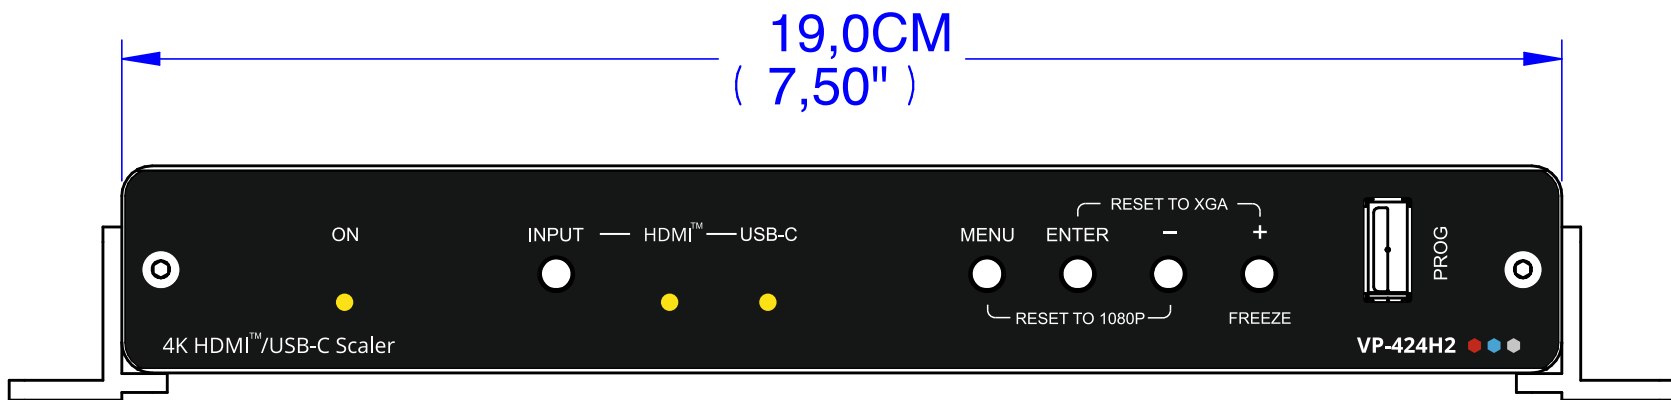 19,0CM
( 7,50" )
RESET TO XGA
ON
INPUT
HDMI™
USB-C
MENU
ENTER
−
+
PROG
RESET TO 1080P
FREEZE
4K HDMI™/USB-C Scaler
VP-424H2